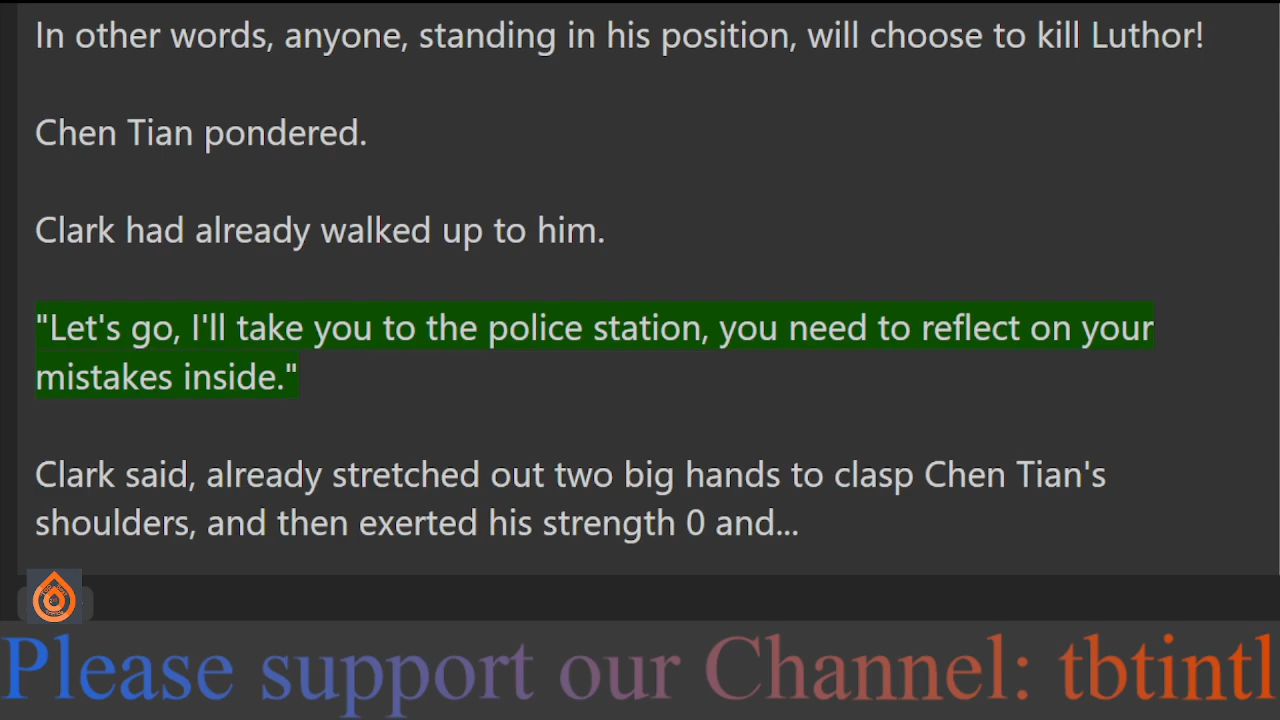 In other words, anyone, standing in his position, will choose to kill Luthor!
Chen Tian pondered.
Clark had already walked up to him.
"Let's go, I'll take you to the police station, you need to reflect on your
mistakes inside."
Clark said, already stretched out two big hands to clasp Chen Tian's
shoulders, and then exerted his strength 0 and...
Please support our Channel: tbtintl